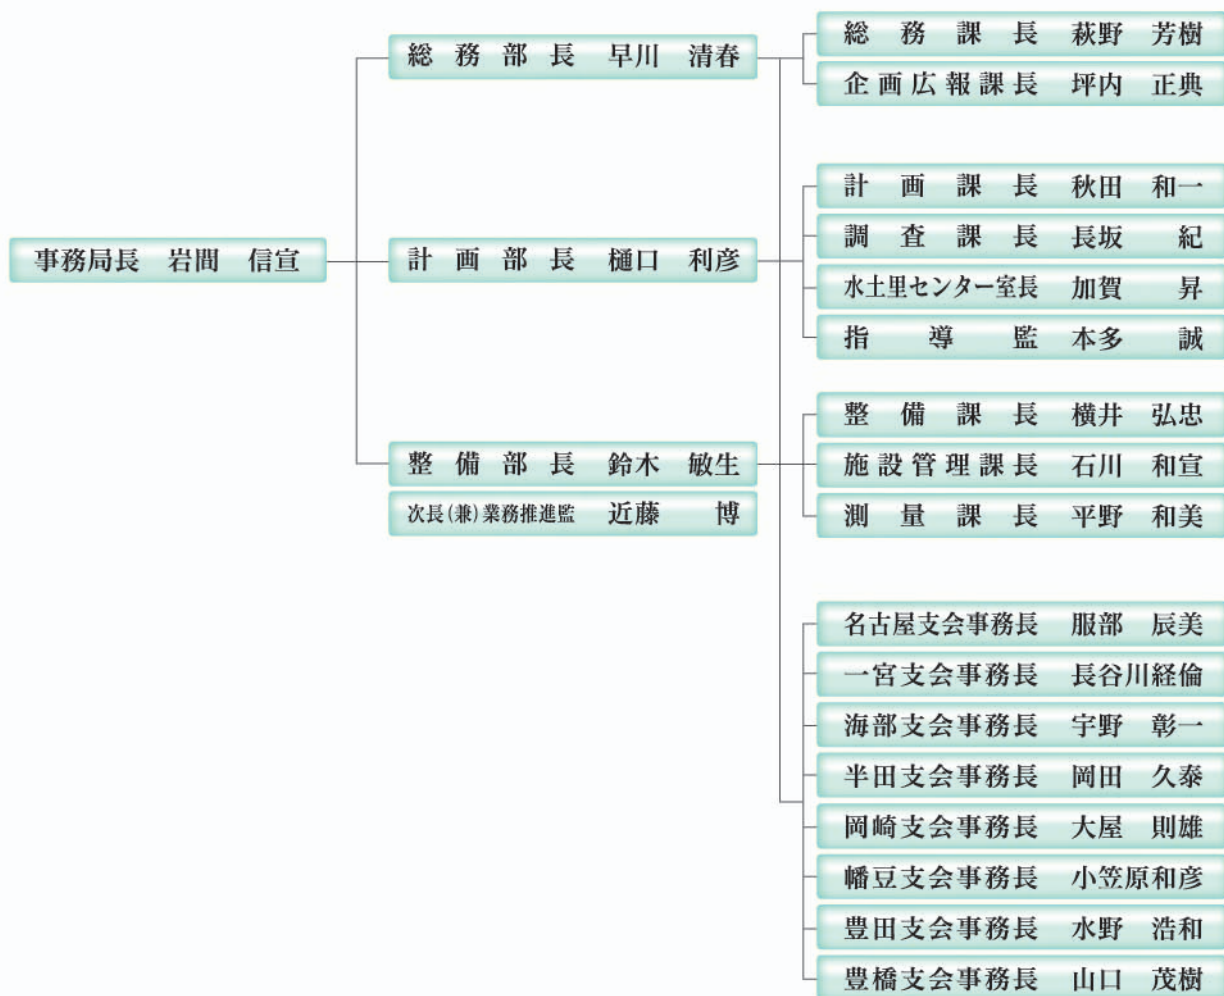 事務局長 岩間 信宣
総務部長 早川 清春
計画部長 樋口 利彦
整備部長 鈴木 敏生
次長(兼)業務推進監 近藤 博
総務課長 萩野 芳樹
企画広報課長 坪内 正典
計画課長 秋田 和一
調査課長 長坂 紀
水土里センター室長 加賀 昇
指導監 本多 誠
整備課長 横井 弘忠
施設管理課長 石川 和宣
測量課長 平野 和美
名古屋支会事務長 服部 辰美
一宮支会事務長 長谷川経倫
海部支会事務長 宇野 彰一
半田支会事務長 岡田 久泰
岡崎支会事務長 大屋 則雄
幡豆支会事務長 小笠原和彦
豊田支会事務長 水野 浩和
豊橋支会事務長 山口 茂樹